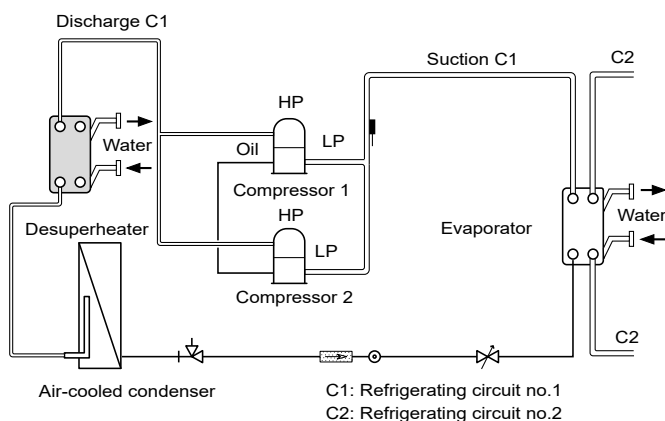 Discharge C1
Suction C1
C2
HP
Water
Oil
LP
Compressor 1
HP
Desuperheater
LP
Evaporator
Water
Compressor 2
C2
Air-cooled condenser
C1: Refrigerating circuit no.1
C2: Refrigerating circuit no.2